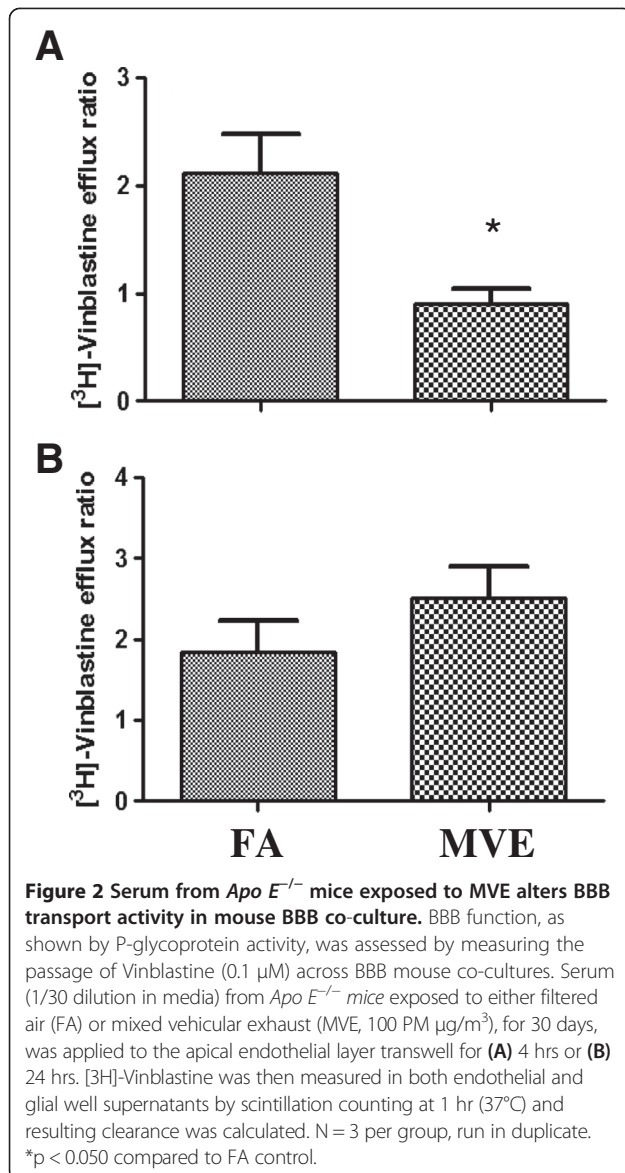 A
[³H]-Vinblastine efflux ratio
3
2
1
0
*
B
[³H]-Vinblastine efflux ratio
4
3
2
1
0
FA MVE
Figure 2 Serum from Apo E⁻/⁻ mice exposed to MVE alters BBB
transport activity in mouse BBB co-culture. BBB function, as
shown by P-glycoprotein activity, was assessed by measuring the
passage of Vinblastine (0.1 μM) across BBB mouse co-cultures. Serum
(1/30 dilution in media) from Apo E⁻/⁻ mice exposed to either filtered
air (FA) or mixed vehicular exhaust (MVE, 100 PM μg/m³), for 30 days,
was applied to the apical endothelial layer transwell for (A) 4 hrs or (B)
24 hrs. [3H]-Vinblastine was then measured in both endothelial and
glial well supernatants by scintillation counting at 1 hr (37°C) and
resulting clearance was calculated. N = 3 per group, run in duplicate.
*p < 0.050 compared to FA control.